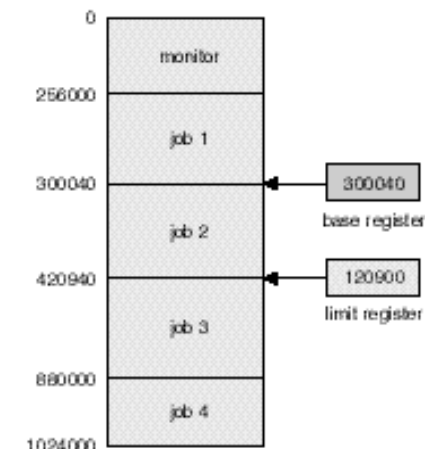 0
monitor
256000
job 1
300040
300040
base register
job 2
420940
120900
limit register
job 3
880000
job 4
1024000